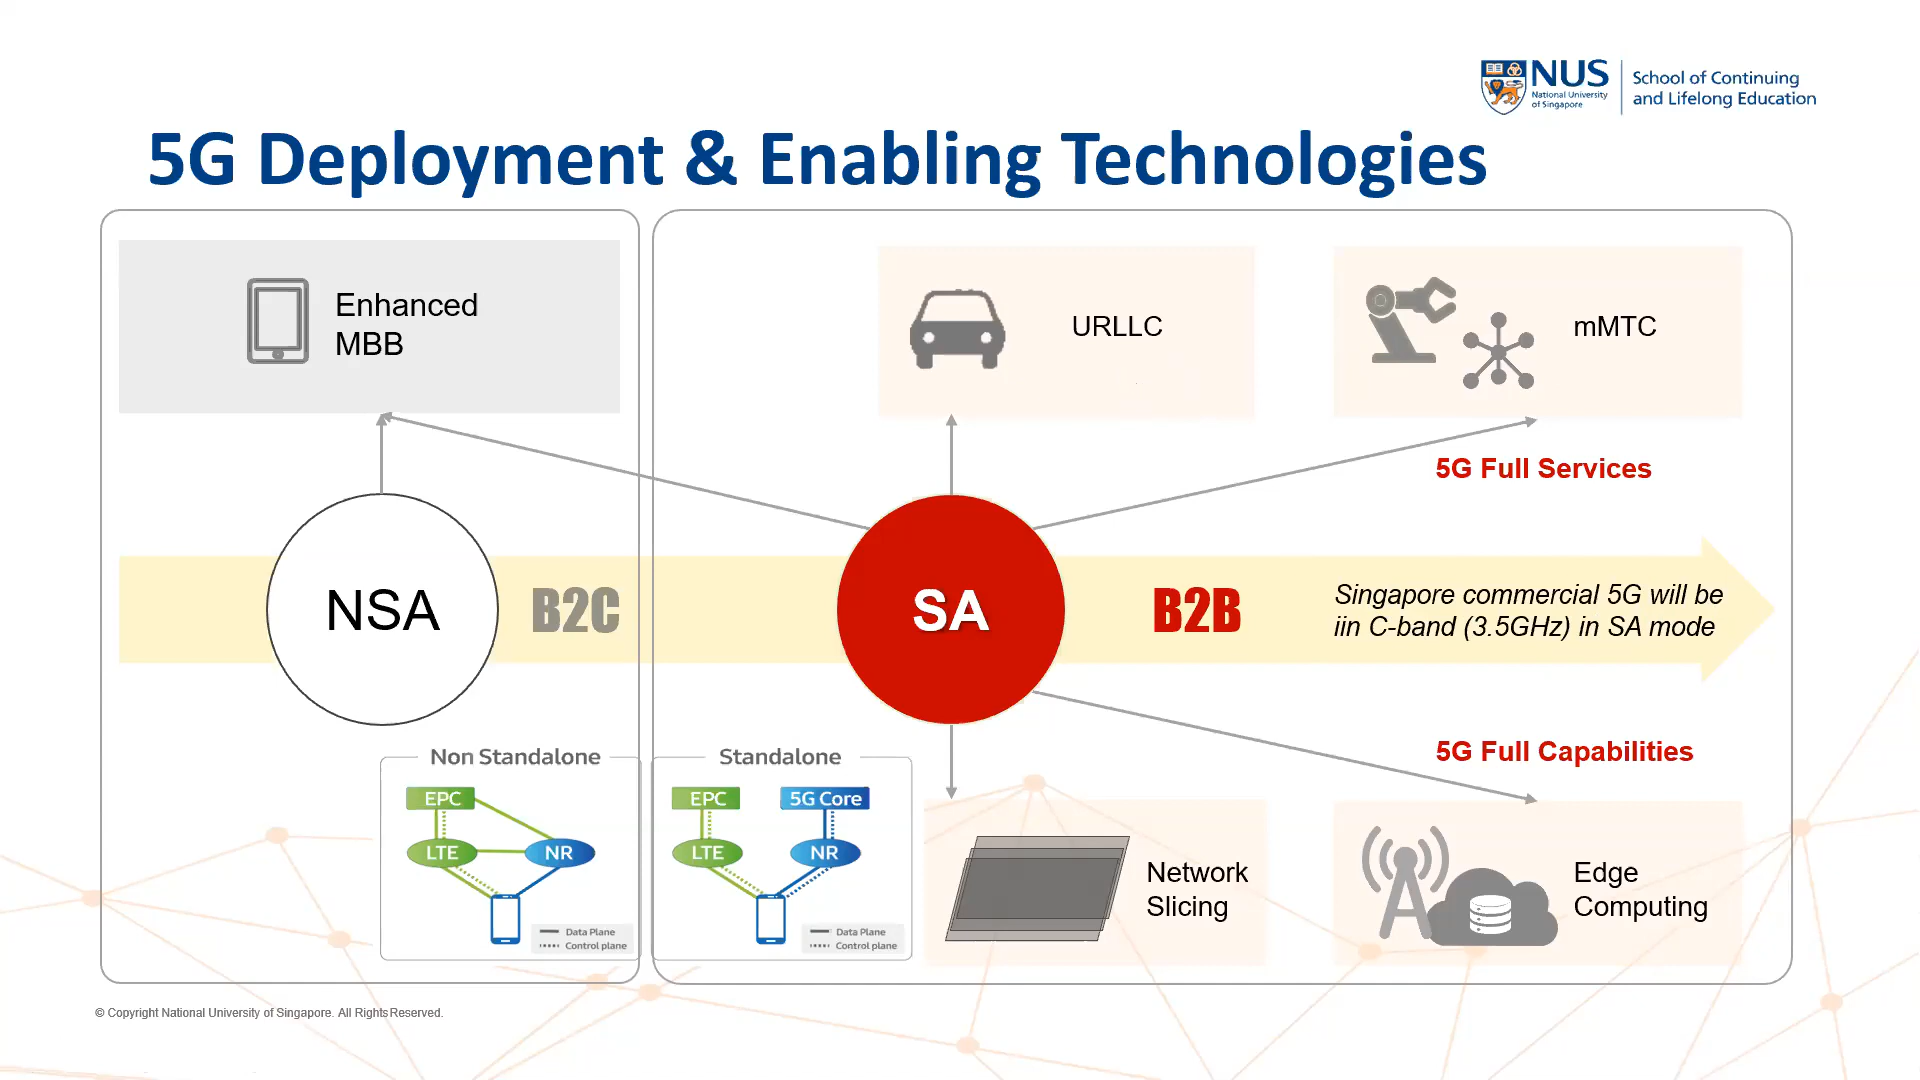 NUS
National University
of Singapore
School of Continuing
and Lifelong Education
5G Deployment & Enabling Technologies
Enhanced
MBB
URLLC
mMTC
5G Full Services
NSA
B2C
SA
B2B
Singapore commercial 5G will be
iin C-band (3.5GHz) in SA mode
5G Full Capabilities
Non Standalone
EPC
LTE
NR
Data Plane
Control plane
Standalone
EPC
5G Core
LTE
NR
Data Plane
Control plane
Network
Slicing
Edge
Computing
© Copyright National University of Singapore. All Rights Reserved.